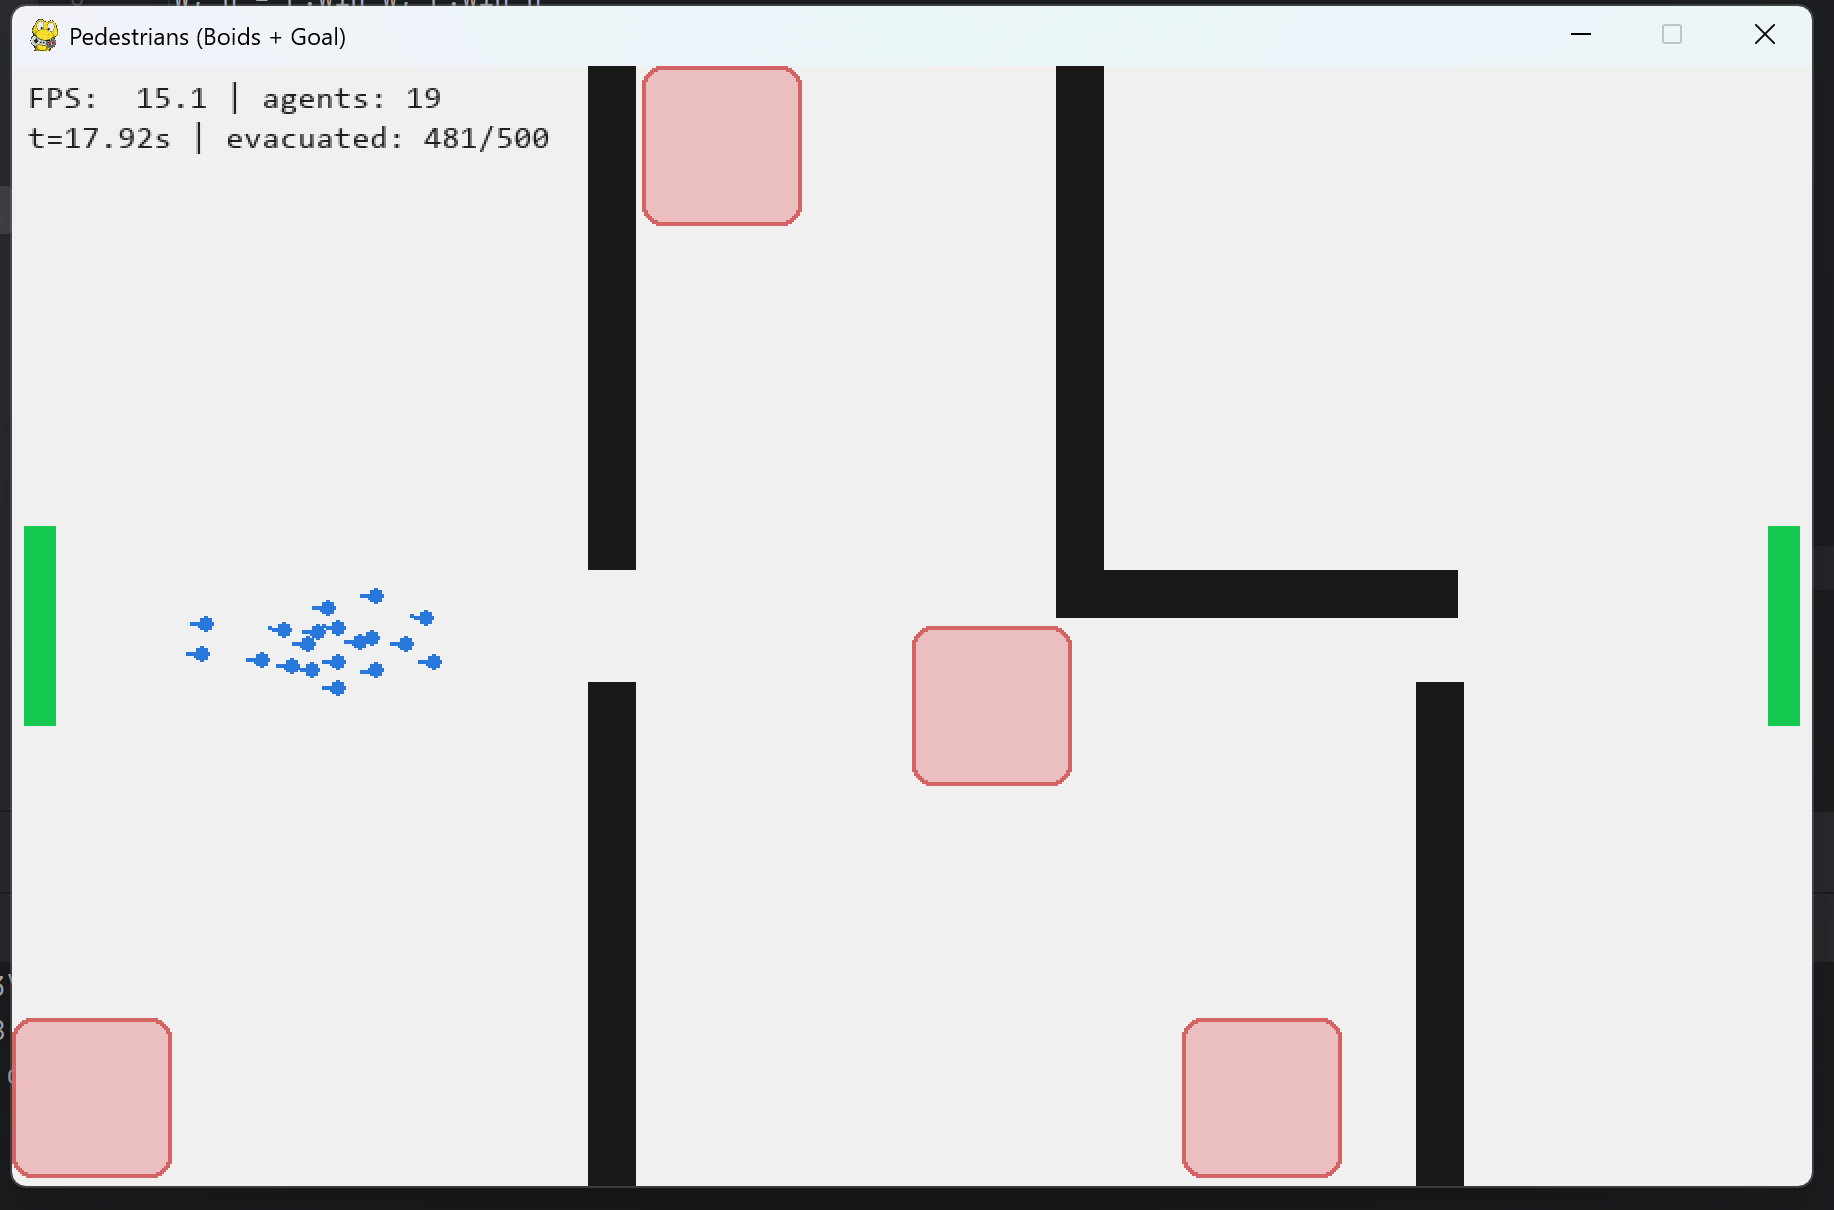 Pedestrians (Boids + Goal)
FPS:  15.1 | agents: 19
t=17.92s | evacuated: 481/500